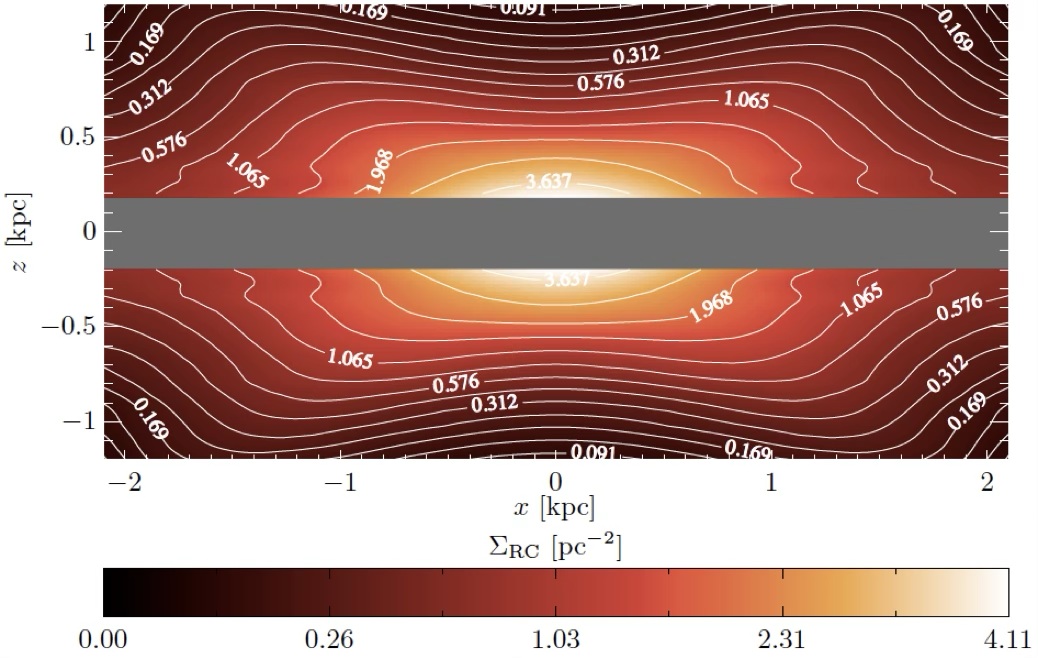 0.169 0.091
0.169 0.169
1 0.312
0.312 0.576
1.065
0.5 0.576
1.065 1.968
3.637
z [kpc] 0
3.637
−0.5 1.968 1.065 0.576
1.065
0.576 0.312
0.312
−1 0.169 0.169
0.091 0.169
−2 −1 0 1 2
x [kpc]
Σ_RC [pc⁻²]
0.00 0.26 1.03 2.31 4.11